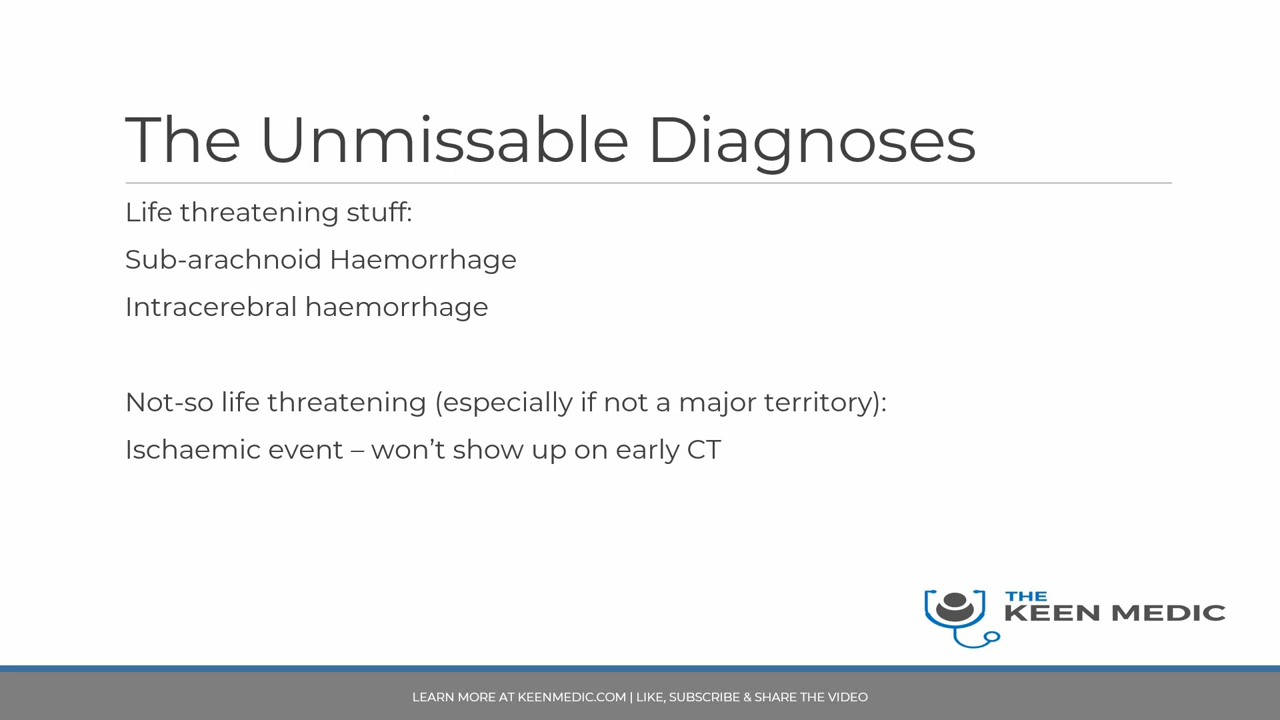 The Unmissable Diagnoses
Life threatening stuff:
Sub-arachnoid Haemorrhage
Intracerebral haemorrhage
Not-so life threatening (especially if not a major territory):
Ischaemic event – won’t show up on early CT
THE
KEEN MEDIC
LEARN MORE AT KEENMEDIC.COM | LIKE, SUBSCRIBE & SHARE THE VIDEO